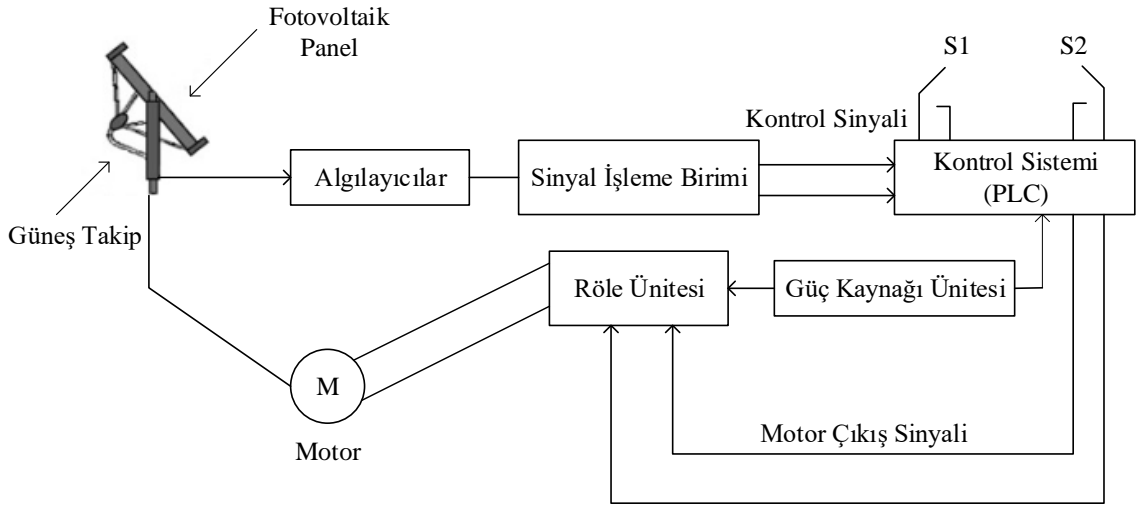 Fotovoltaik
Panel
S1
S2
Kontrol Sinyali
Algılayıcılar
Sinyal İşleme Birimi
Kontrol Sistemi
(PLC)
Güneş Takip
Röle Ünitesi
Güç Kaynağı Ünitesi
M
Motor
Motor Çıkış Sinyali